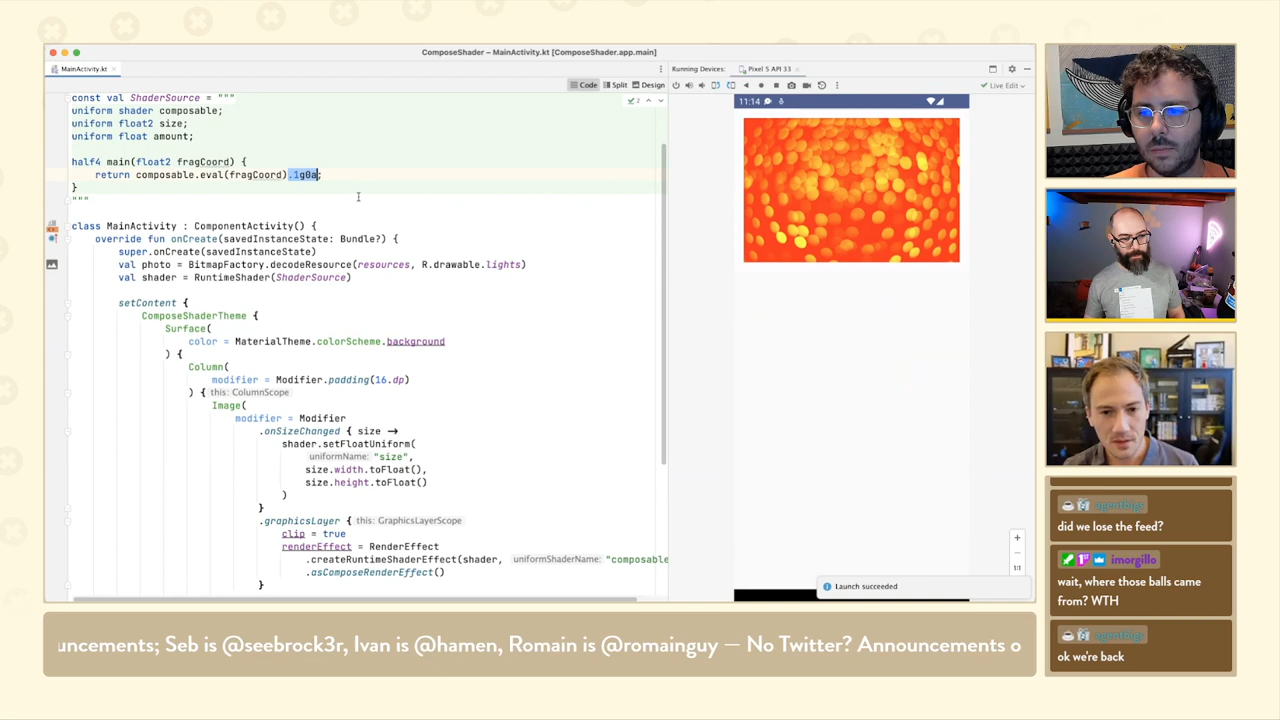 ComposeShader – MainActivity.kt [ComposeShader.app.main]
MainActivity.kt
Code Split Design
const val ShaderSource = """
uniform shader composable;
uniform float2 size;
uniform float amount;
half4 main(float2 fragCoord) {
return composable.eval(fragCoord).1g0a;
}
"""
2
class MainActivity : ComponentActivity() {
override fun onCreate(savedInstanceState: Bundle?) {
super.onCreate(savedInstanceState)
val photo = BitmapFactory.decodeResource(resources, R.drawable.lights)
val shader = RuntimeShader(ShaderSource)
setContent {
ComposeShaderTheme {
Surface(
color = MaterialTheme.colorScheme.background
) {
Column(
modifier = Modifier.padding(16.dp)
) { this: ColumnScope
Image(
modifier = Modifier
.onSizeChanged { size →
shader.setFloatUniform(
uniformName: "size",
size.width.toFloat(),
size.height.toFloat()
)
}
.graphicsLayer { this: GraphicsLayerScope
clip = true
renderEffect = RenderEffect
.createRuntimeShaderEffect(shader, uniformShaderName: "composable
.asComposeRenderEffect()
}
Running Devices: Pixel 5 API 33
Live Edit
11:14
1:1
Launch succeeded
agentbigs
did we lose the feed?
imorgillo
wait, where those balls came
from? WTH
agentbigs
ok we're back
uncements; Seb is @seebrock3r, Ivan is @hamen, Romain is @romainguy — No Twitter? Announcements o